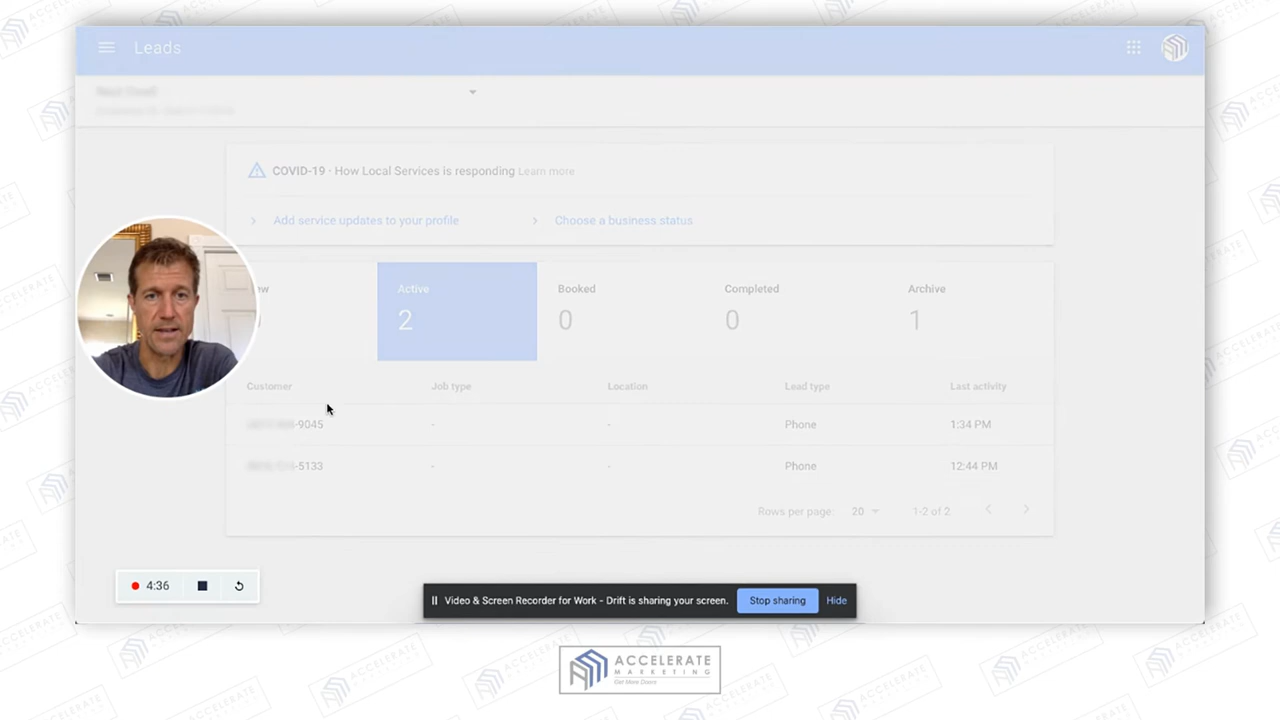 Leads
COVID-19 · How Local Services is responding Learn more
Add service updates to your profile
Choose a business status
Active
Booked
Completed
Archive
2
0
0
1
Customer
Job type
Location
Lead type
Last activity
-9045
-
-
Phone
1:34 PM
-5133
-
-
Phone
12:44 PM
Rows per page:
20
1-2 of 2
4:36
Video & Screen Recorder for Work - Drift is sharing your screen.
Stop sharing
Hide
ACCELERATE
MARKETING
Get More Doors